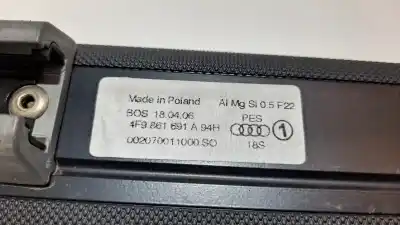 Made in Poland Al Mg Si 0.5 F22
BOS 18.04.06 PES
4F9 861 691 A 94H 1
002070011000.SO 18S